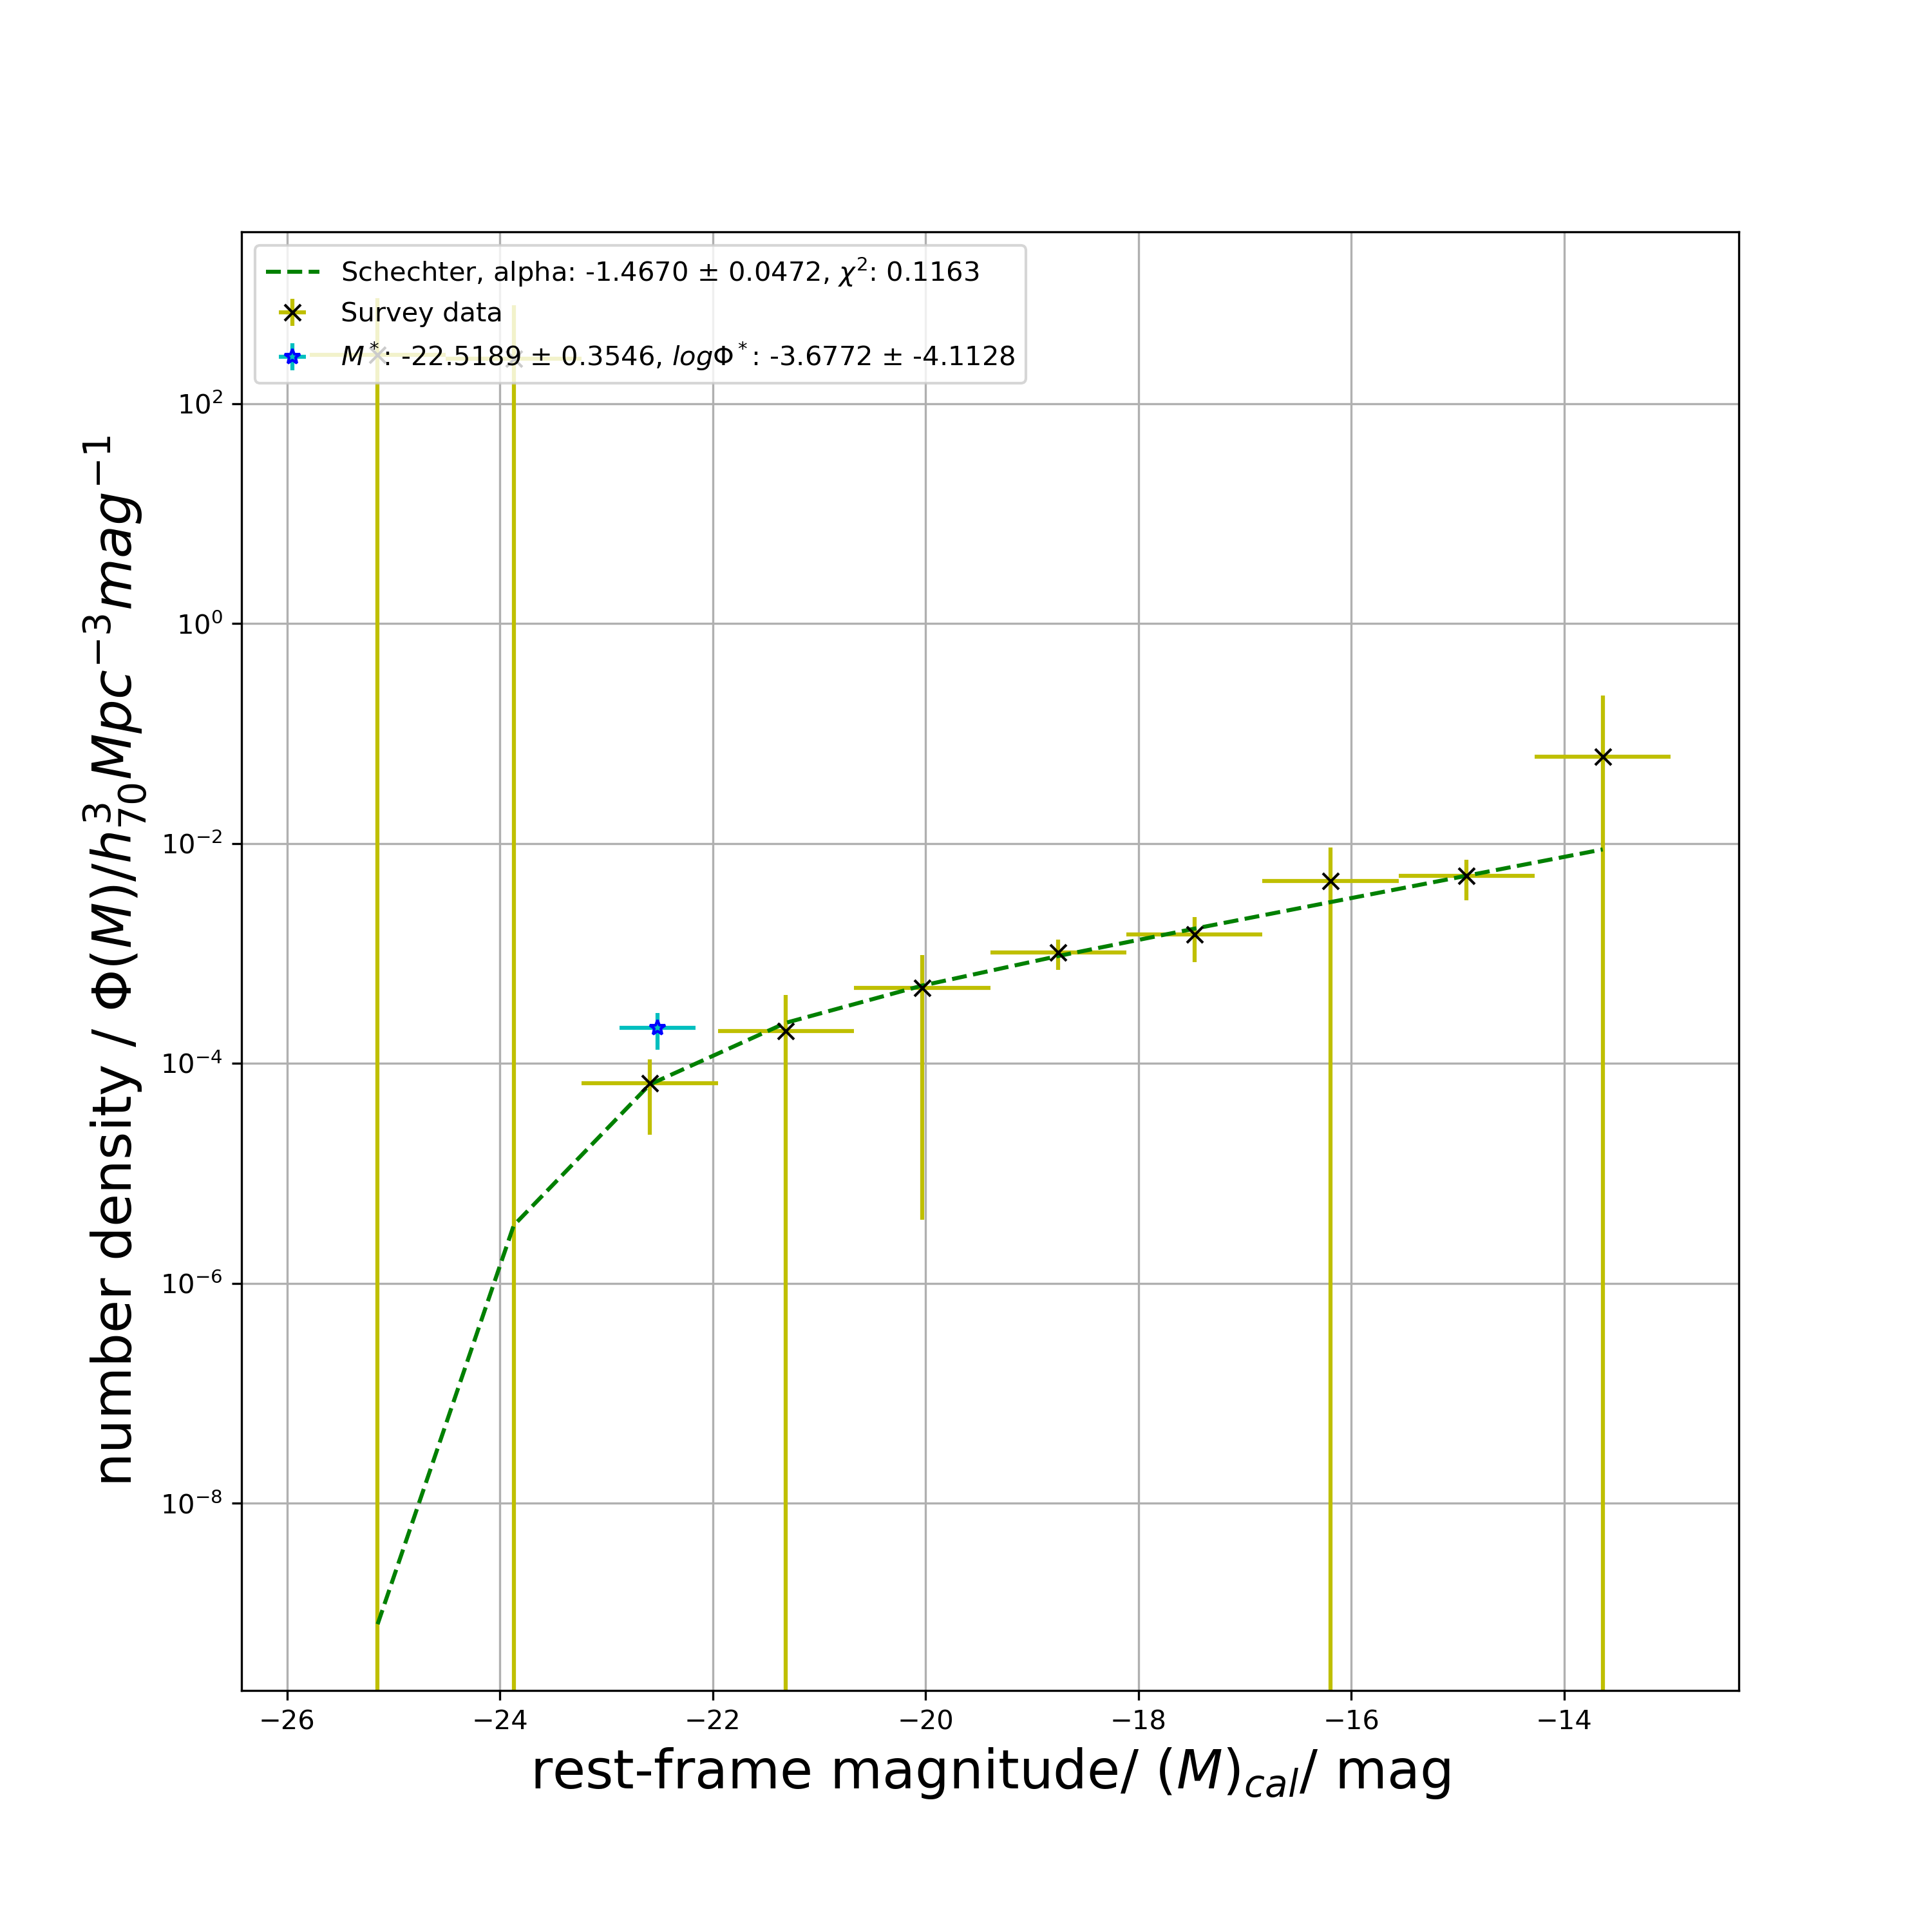 Schechter, alpha: -1.4670 ± 0.0472, χ²: 0.1163
Survey data
M*: -22.5189 ± 0.3546, logΦ*: -3.6772 ± -4.1128
10²
10⁰
10⁻²
10⁻⁴
10⁻⁶
10⁻⁸
number density / Φ(M)/h³₇₀Mpc⁻³mag⁻¹
−26 −24 −22 −20 −18 −16 −14
rest-frame magnitude/ (M)cal/ mag